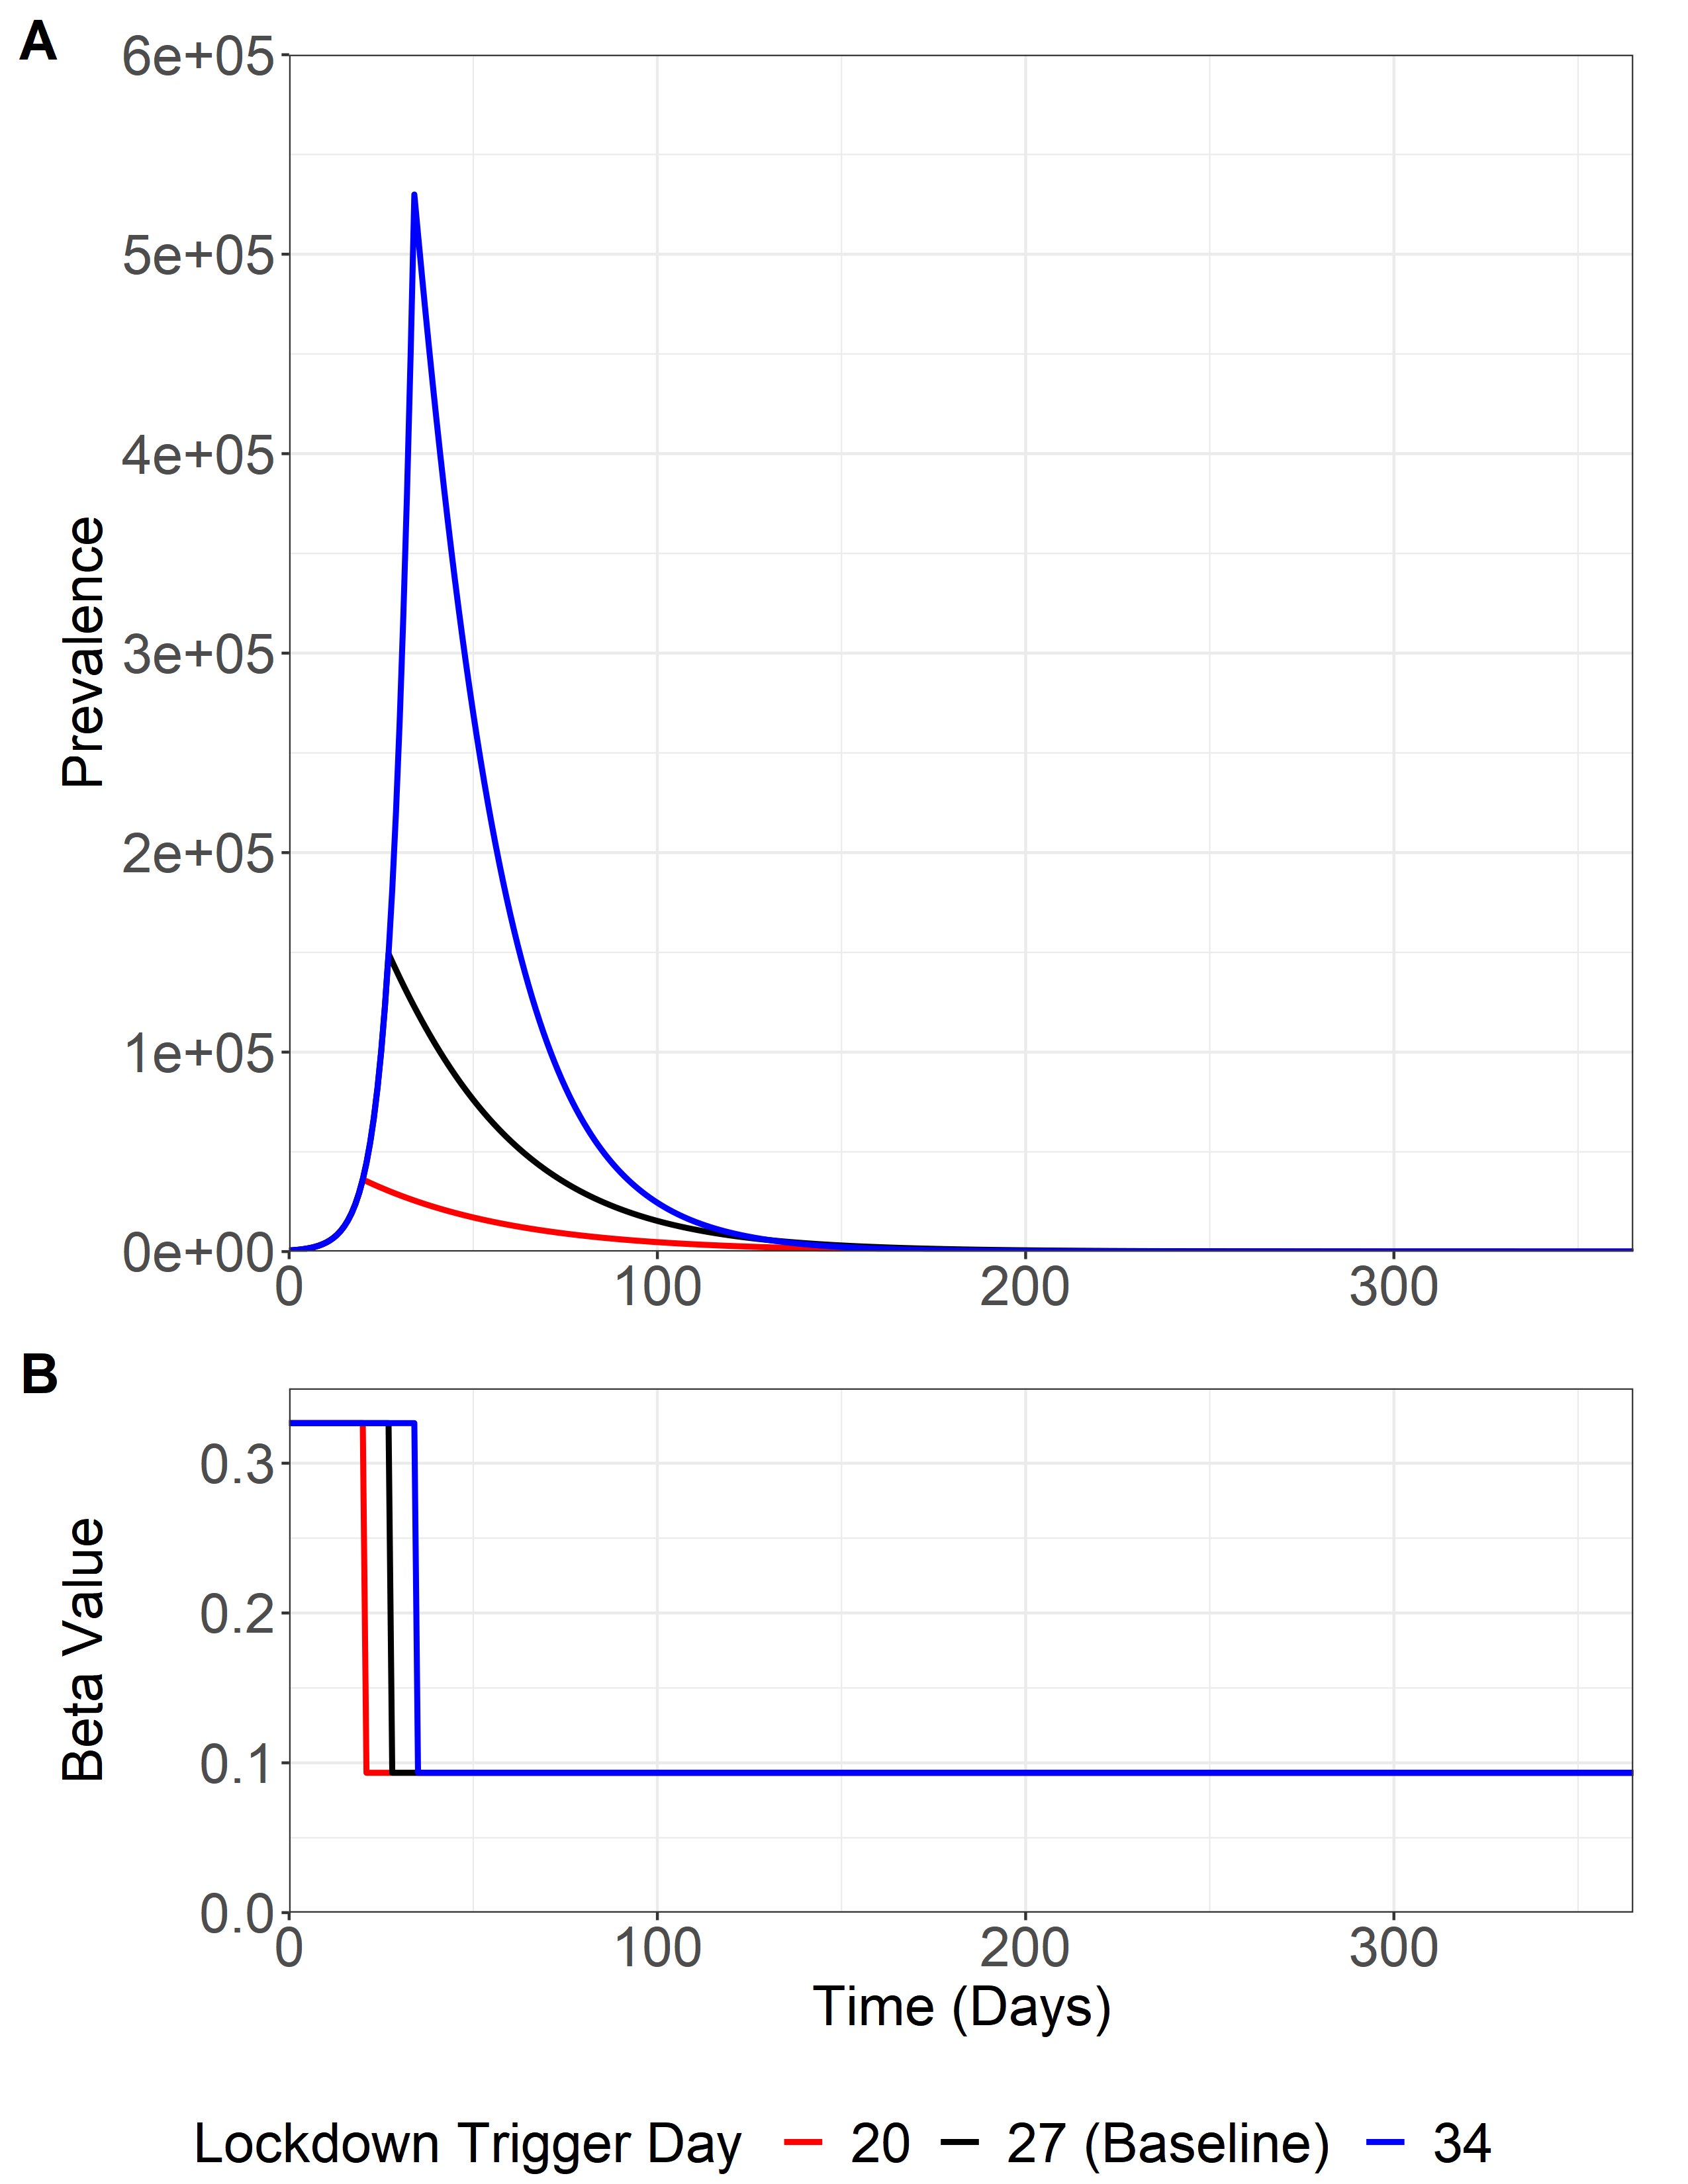 A
6e+05
5e+05
4e+05
3e+05
2e+05
1e+05
0e+00
Prevalence
0 100 200 300
B
0.3
0.2
0.1
0.0
Beta Value
0 100 200 300
Time (Days)
Lockdown Trigger Day 20 27 (Baseline) 34